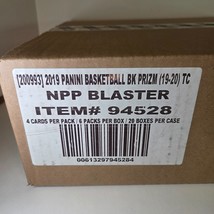 [200993] 2019 PANINI BASKETBALL BK PRIZM (19-20) TC
NPP BLASTER
ITEM# 94528
4 CARDS PER PACK / 6 PACKS PER BOX / 20 BOXES PER CASE
00613297945284